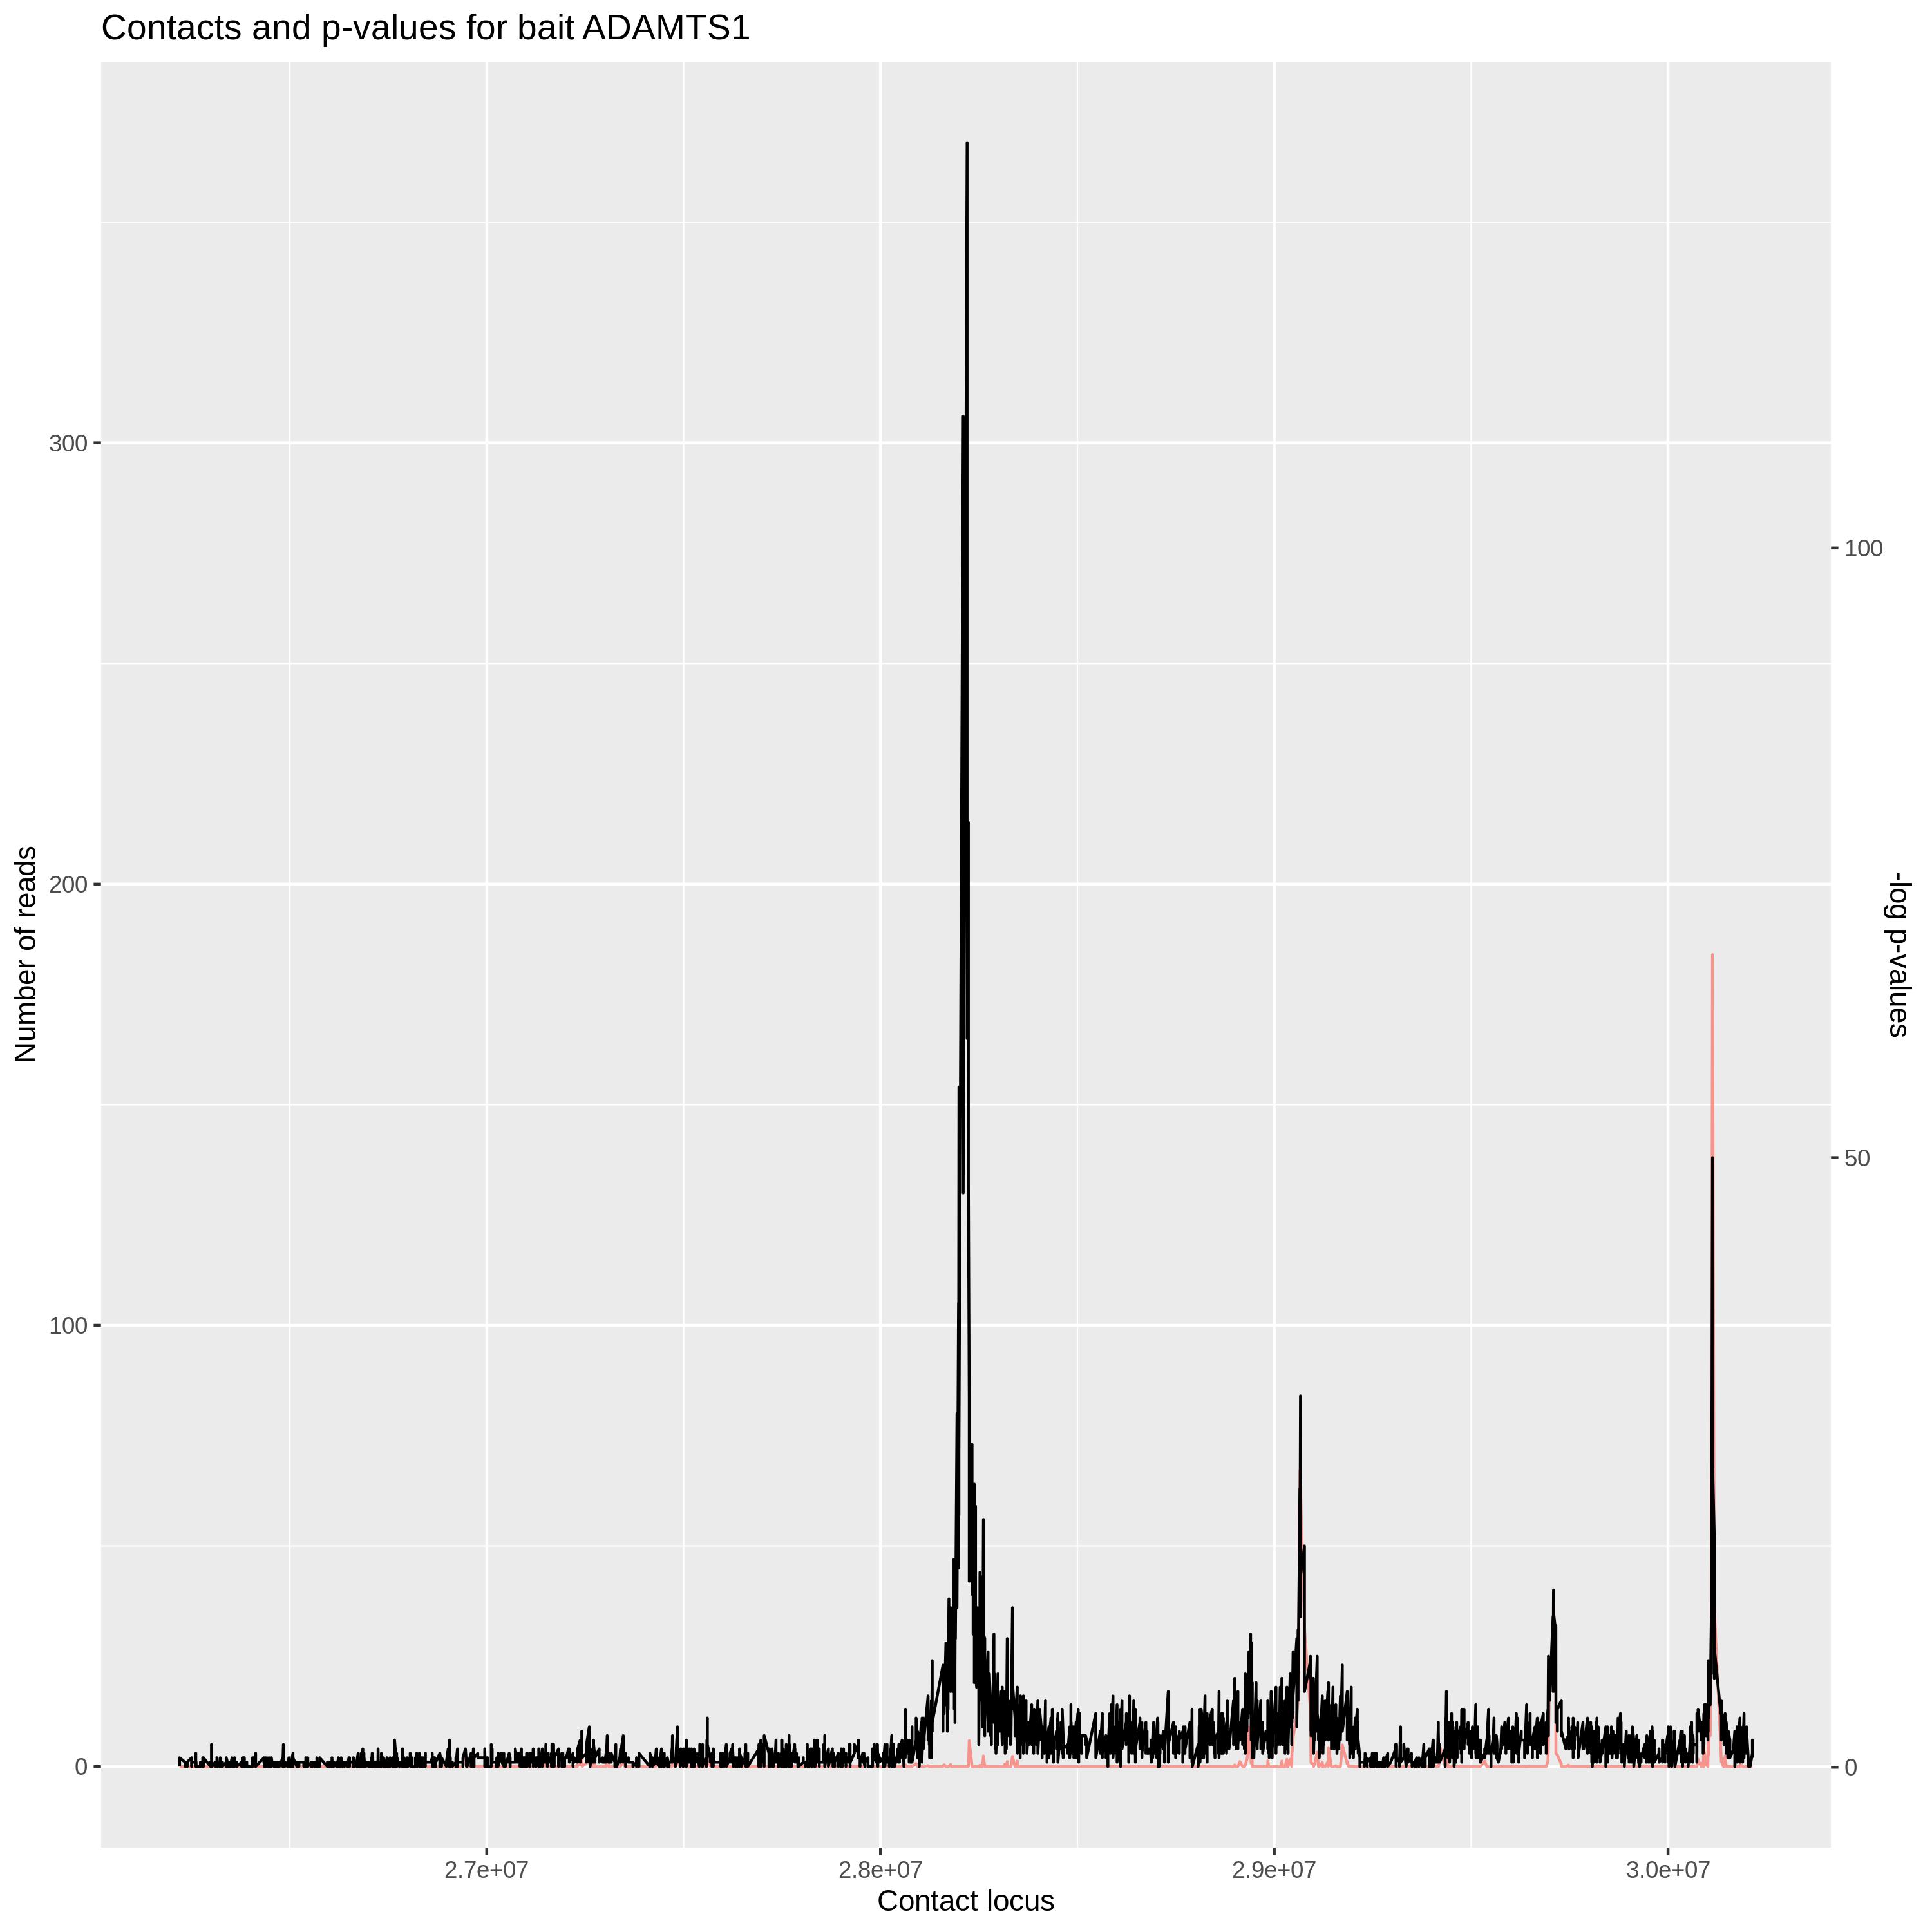 Contacts and p-values for bait ADAMTS1
Number of reads
300
200
100
0
100
50
0
-log p-values
2.7e+07
2.8e+07
2.9e+07
3.0e+07
Contact locus